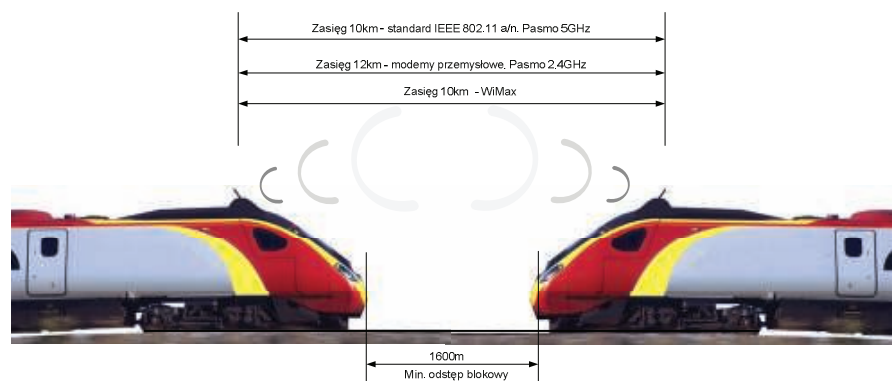 Zasięg 10km - standard IEEE 802.11 a/n. Pasmo 5GHz
Zasięg 12km - modemy przemysłowe. Pasmo 2.4GHz
Zasięg 10km - WiMax
1600m
Min. odstęp blokowy